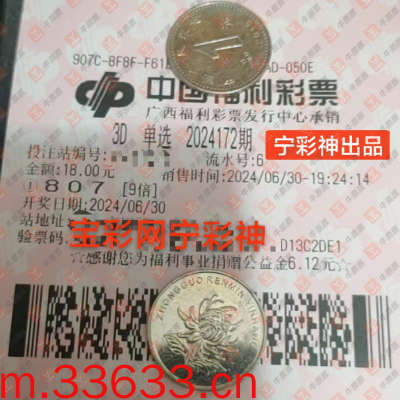 907C-8F8F-F61
AD-050E
中国福利彩票
广西福利彩票发行中心承销
宁彩神出品
3D 单选 2024172期
投注站编号:
流水号:6
金额:18.00元
销售时间:2024/06/30-19:24:14
①807 [9倍]
开奖日期:2024/06/30
站地址:
宝彩网宁彩神
验票码:
D13C2DE1
☆感谢您为福利事业捐赠公益金6.12元☆
ZHONGGUO RENMIN
m.33633.cn